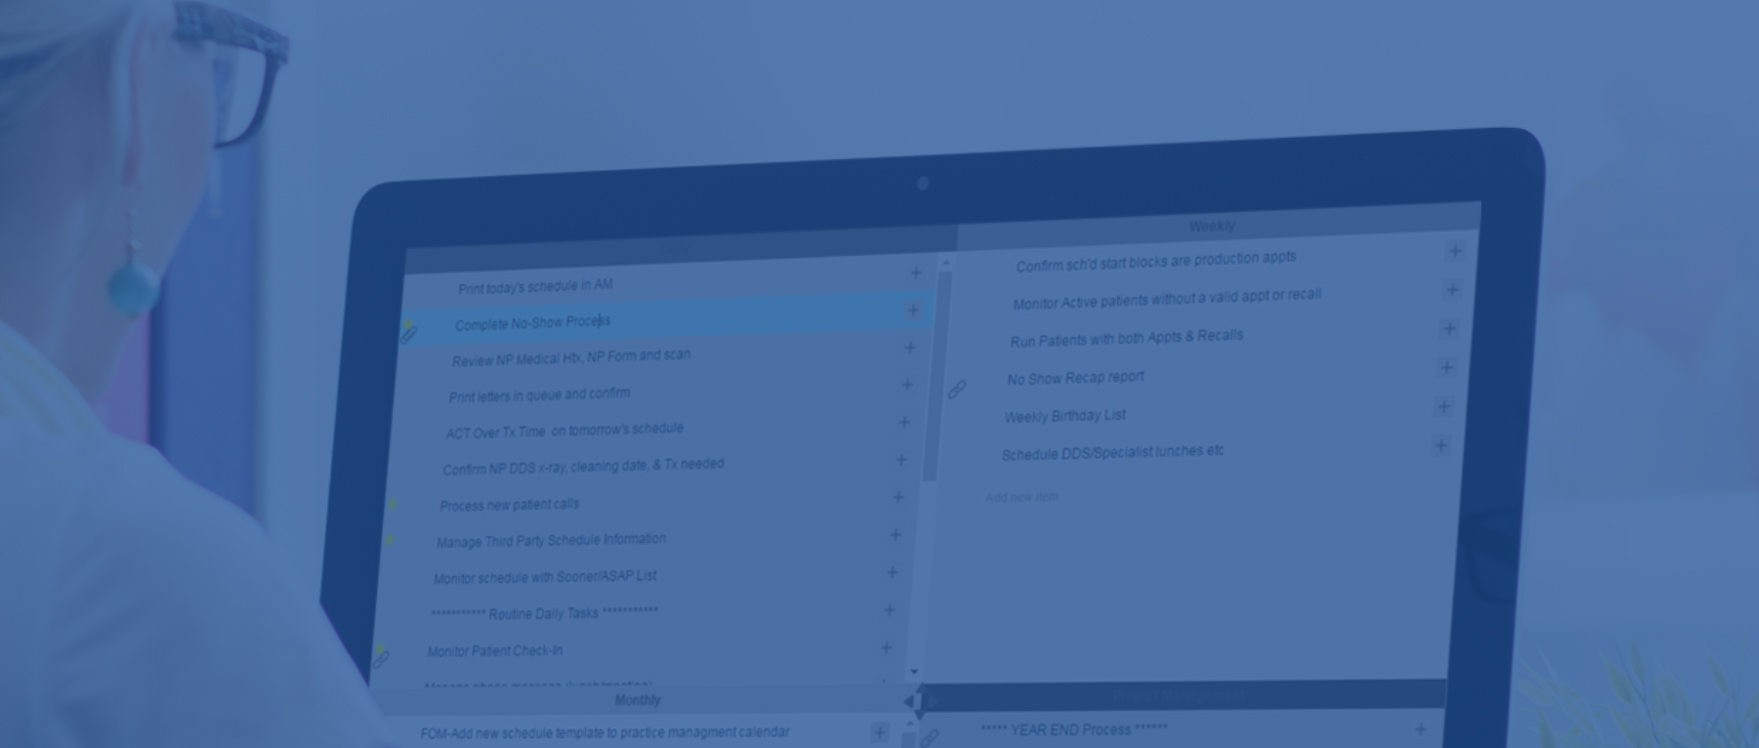 Print today's schedule in AM
Complete No-Show Process
Review NP Medical Htx, NP Form and scan
Print letters in queue and confirm
ACT Over Tx Time on tomorrow's schedule
Confirm NP DDS x-ray, cleaning date, & Tx needed
Process new patient calls
Manage Third Party Schedule Information
Monitor schedule with Sooner/ASAP List
*********** Routine Daily Tasks ***********
Monitor Patient Check-In
Weekly
Confirm sch'd start blocks are production appts
Monitor Active patients without a valid appt or recall
Run Patients with both Appts & Recalls
No Show Recap report
Weekly Birthday List
Schedule DDS/Specialist lunches etc
Add new item
Monthly
FOM-Add new schedule template to practice managment calendar
***** YEAR END Process ******